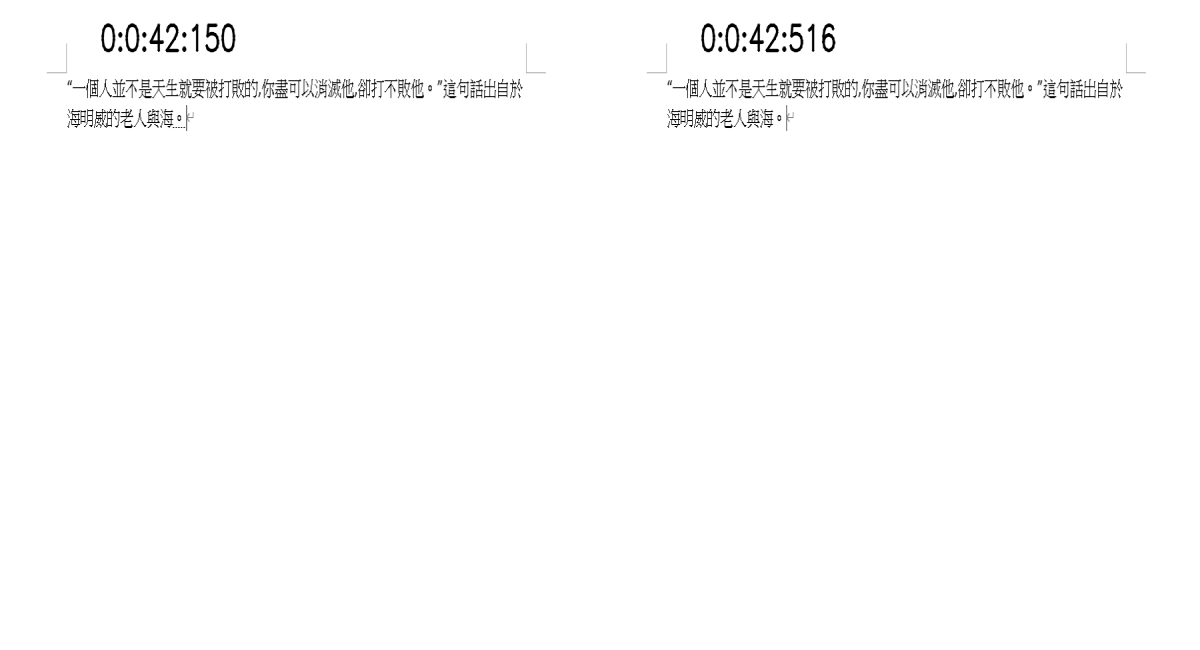 0:0:42:150
“一個人並不是天生就要被打敗的,你盡可以消滅他,卻打不敗他。”這句話出自於
海明威的老人與海。
0:0:42:516
“一個人並不是天生就要被打敗的,你盡可以消滅他,卻打不敗他。”這句話出自於
海明威的老人與海。